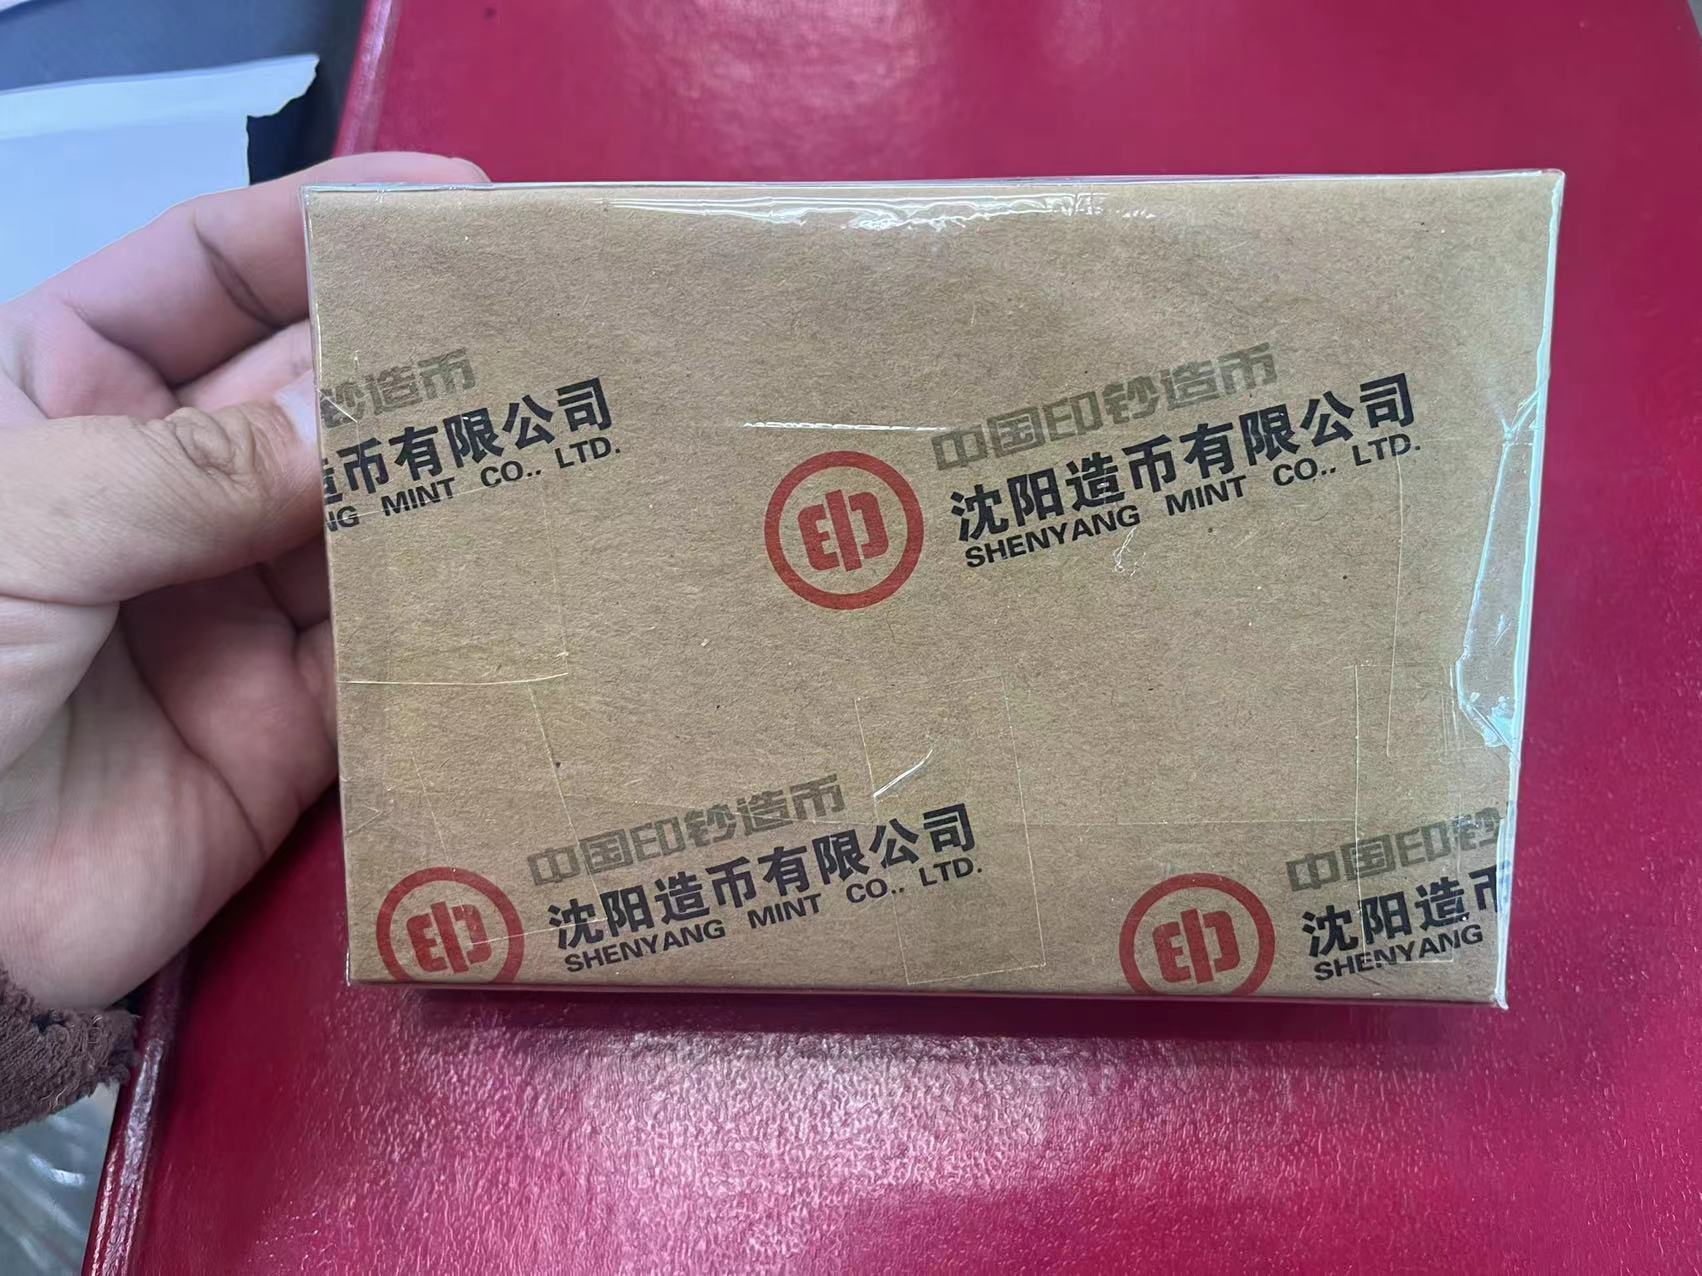 钞造币
造币有限公司
NG MINT CO.. LTD.
中国印钞造币
沈阳造币有限公司
SHENYANG MINT CO.. LTD.
中国印钞造币
沈阳造币有限公司
SHENYANG MINT CO.. LTD.
中国印钞
沈阳造币
SHENYANG